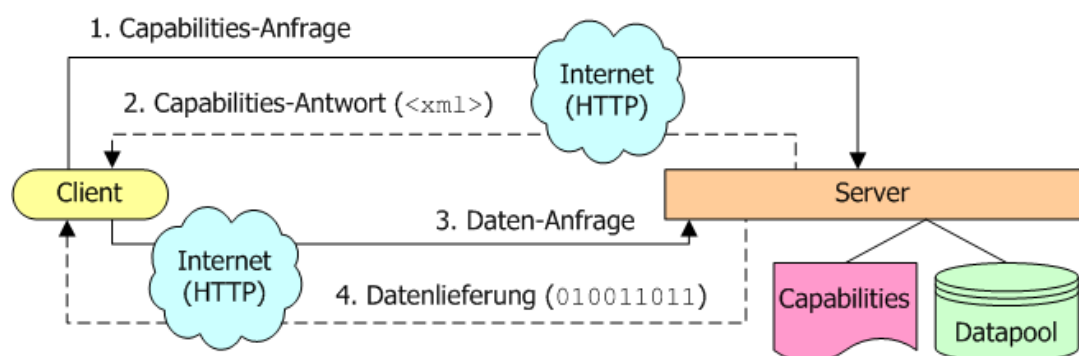 1. Capabilities-Anfrage
Internet
(HTTP)
2. Capabilities-Antwort (<xml>)
Client
Server
3. Daten-Anfrage
Internet
(HTTP)
4. Datenlieferung (010011011)
Capabilities
Datapool